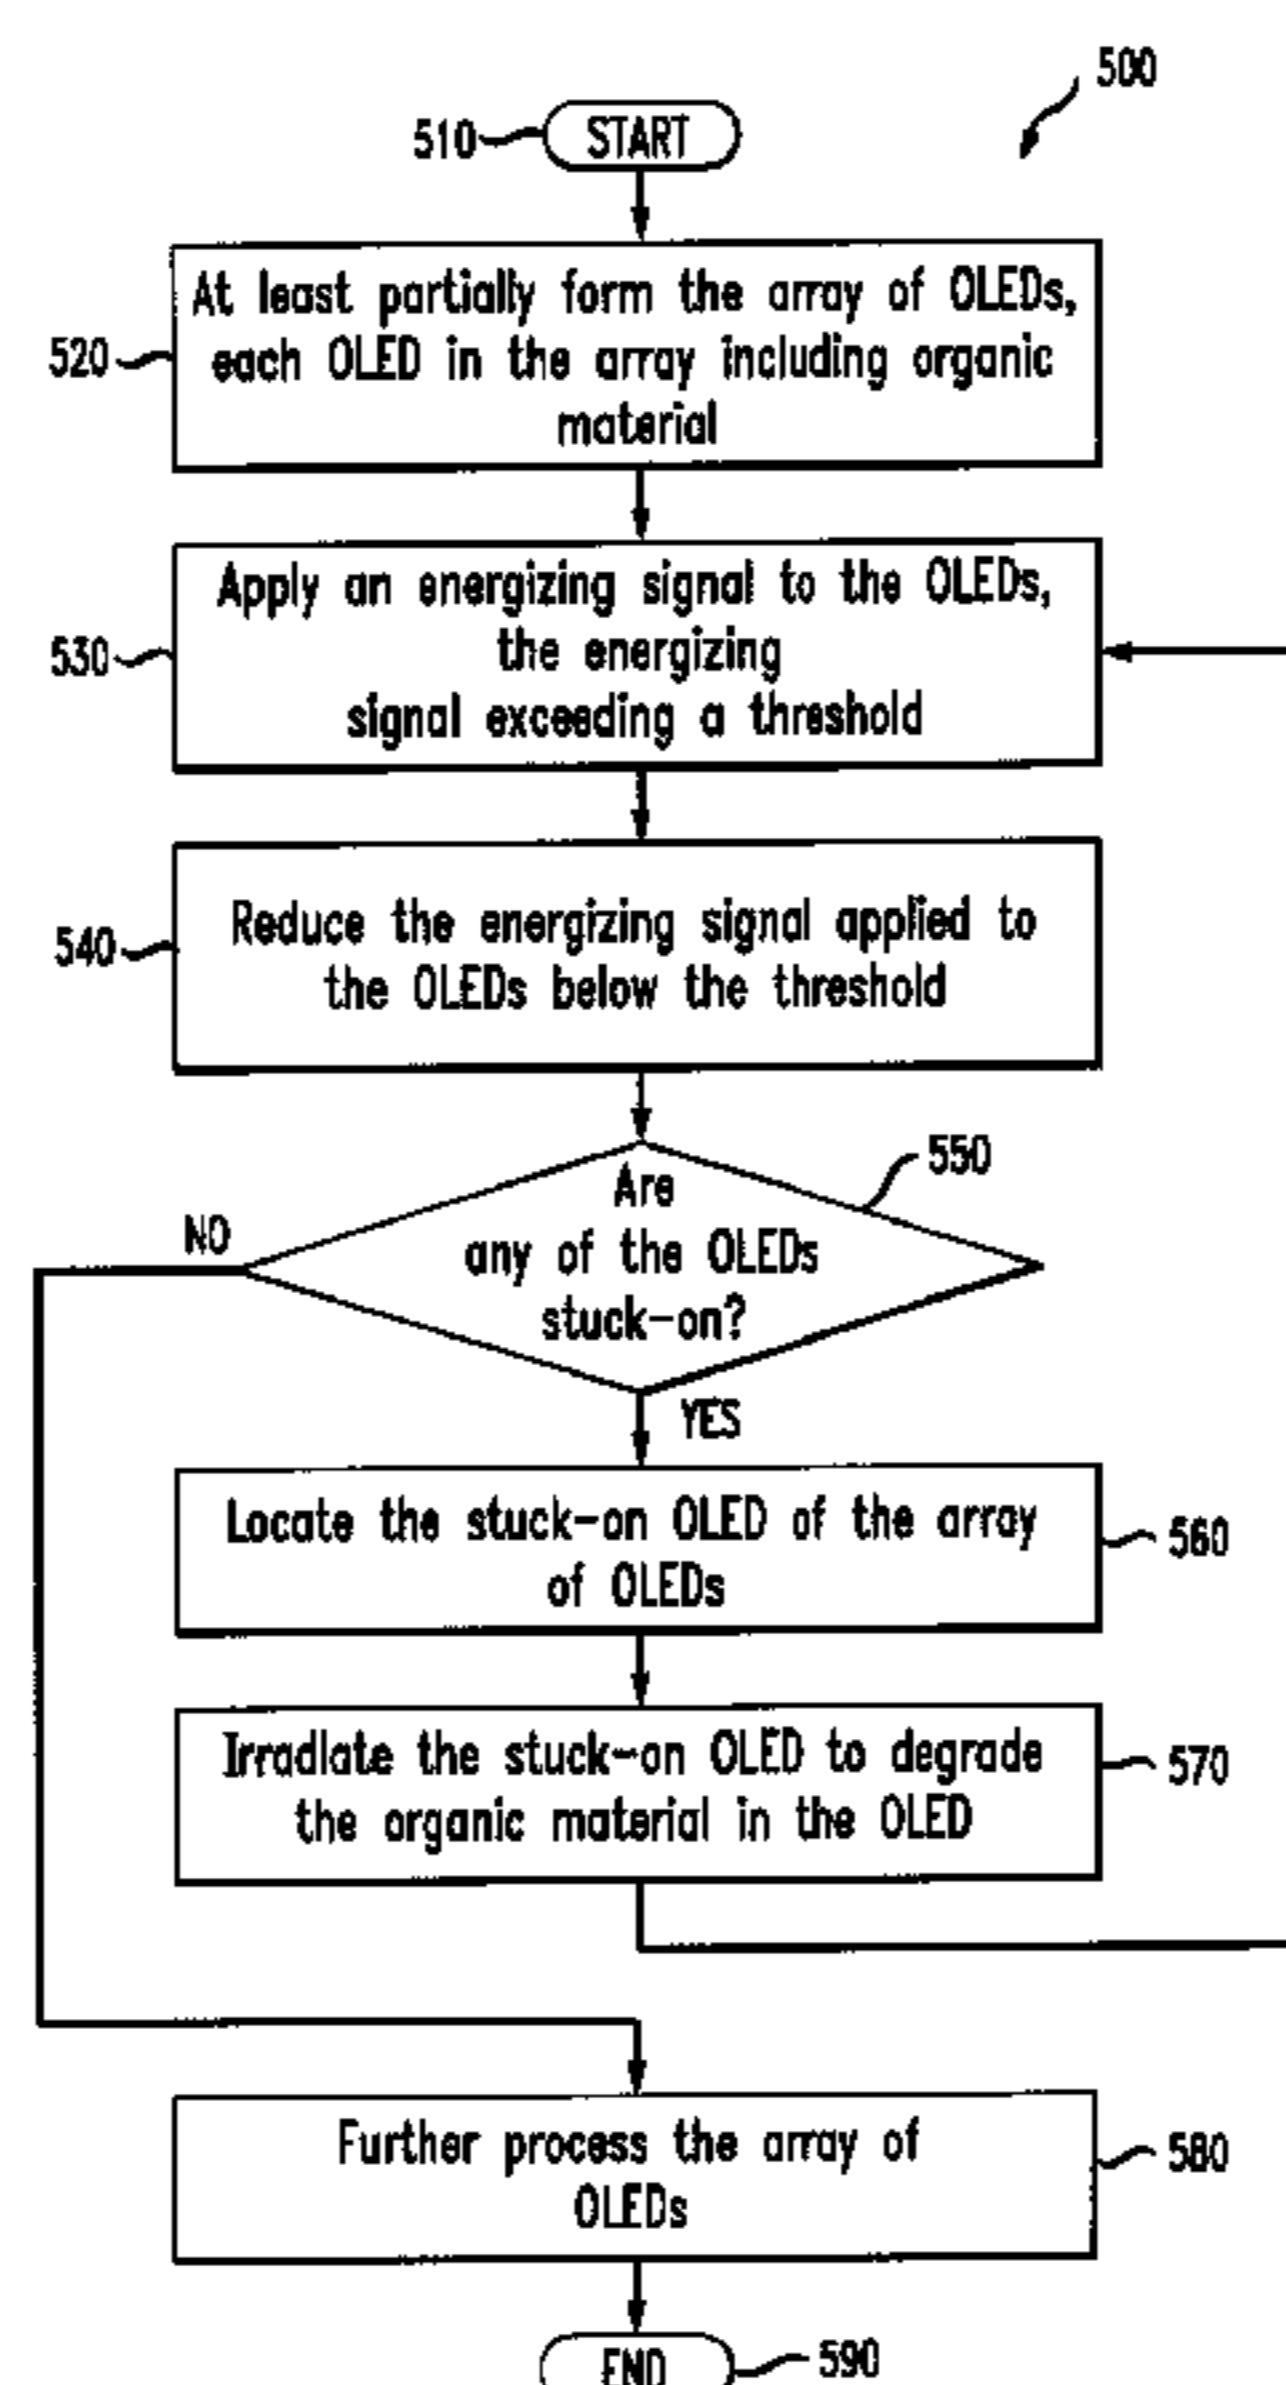 500
510
START
At least partially form the array of OLEDs,
each OLED in the array including organic
material
520
Apply an energizing signal to the OLEDs,
the energizing
signal exceeding a threshold
530
Reduce the energizing signal applied to
the OLEDs below the threshold
540
550
Are
any of the OLEDs
stuck-on?
NO
YES
Locate the stuck-on OLED of the array
of OLEDs
560
Irradiate the stuck-on OLED to degrade
the organic material in the OLED
570
Further process the array of
OLEDs
580
END
590